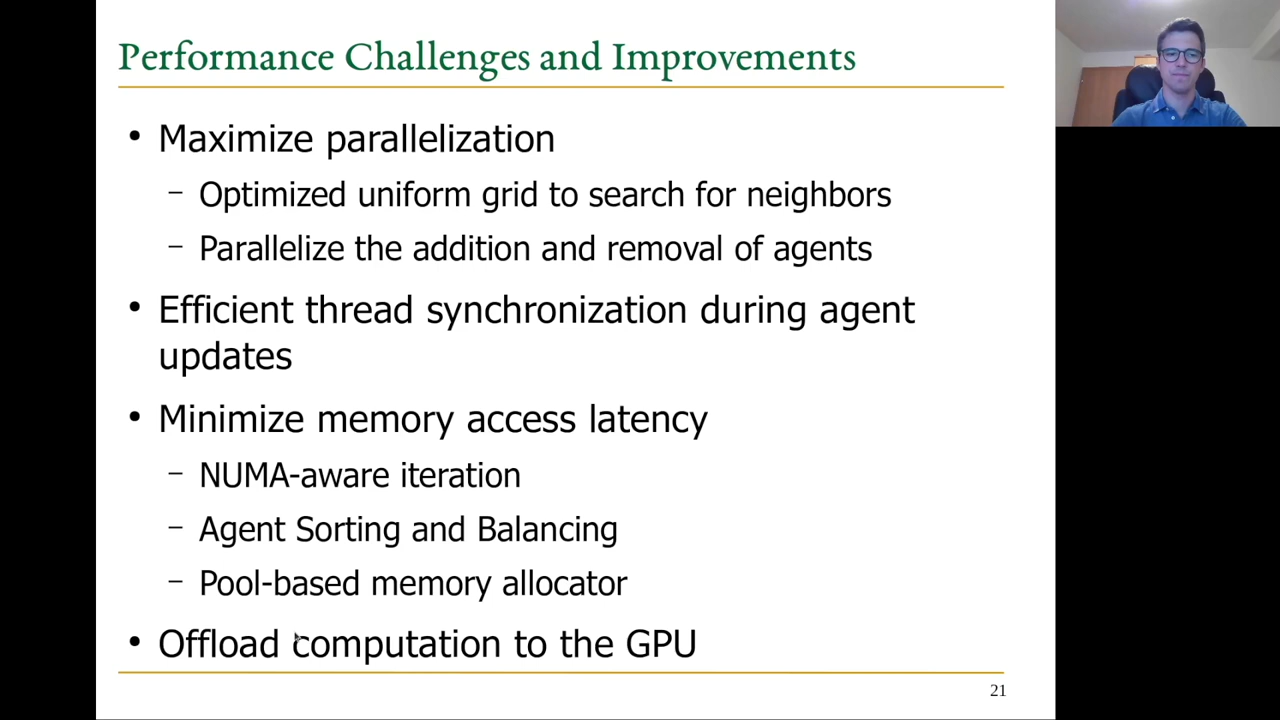 Performance Challenges and Improvements
• Maximize parallelization
– Optimized uniform grid to search for neighbors
– Parallelize the addition and removal of agents
• Efficient thread synchronization during agent
updates
• Minimize memory access latency
– NUMA-aware iteration
– Agent Sorting and Balancing
– Pool-based memory allocator
• Offload computation to the GPU
21